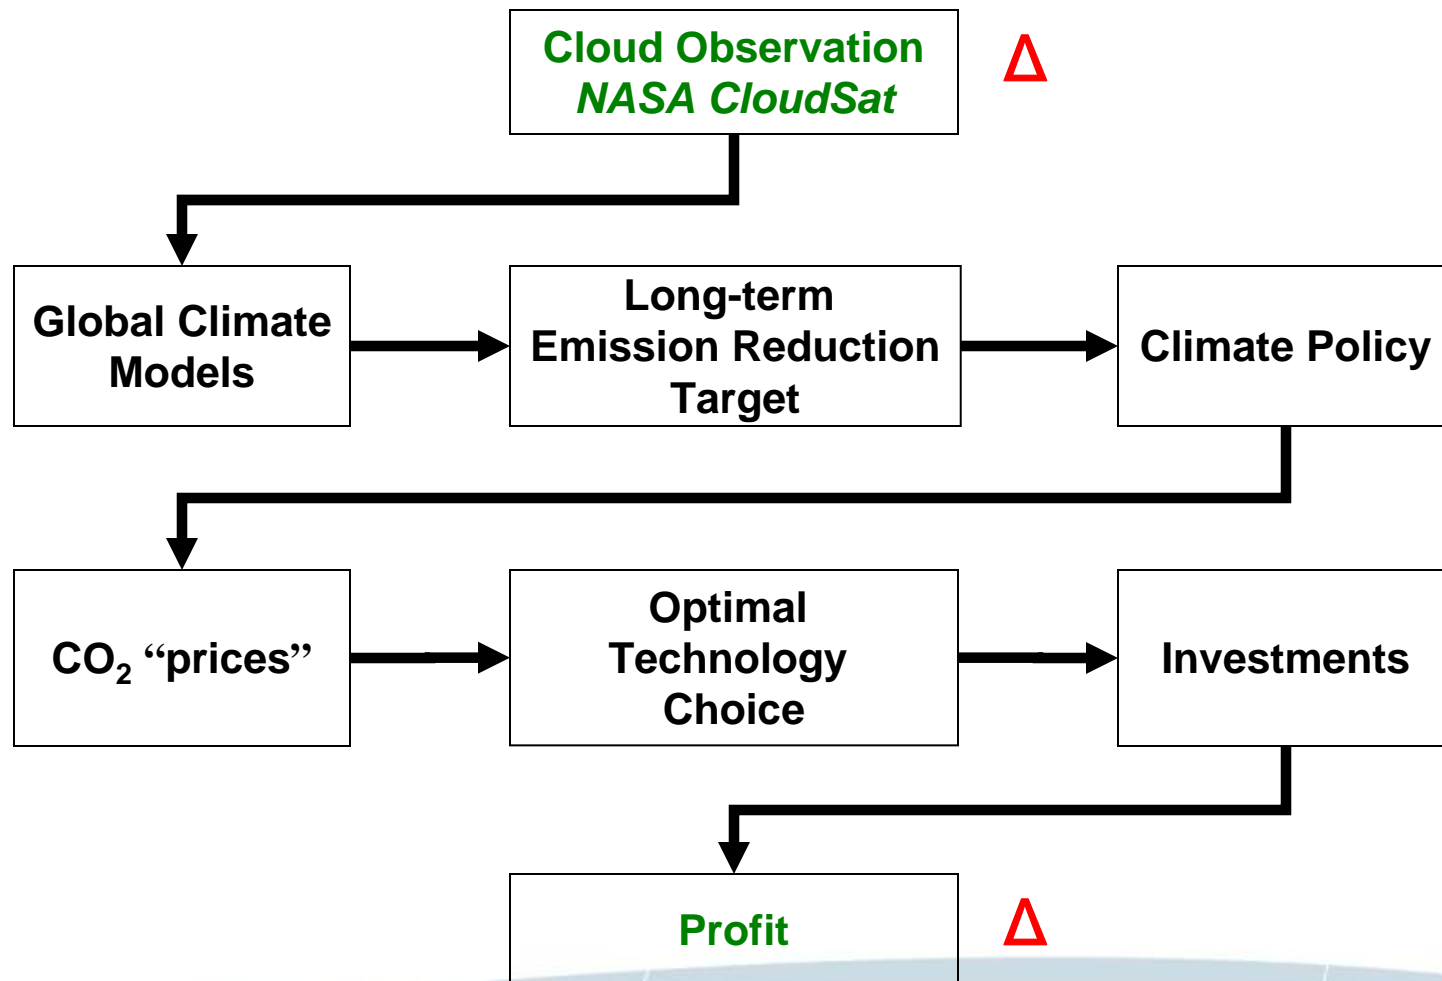 Cloud Observation
NASA CloudSat
Δ
Global Climate
Models
Long-term
Emission Reduction
Target
Climate Policy
CO₂ “prices”
Optimal
Technology
Choice
Investments
Profit
Δ